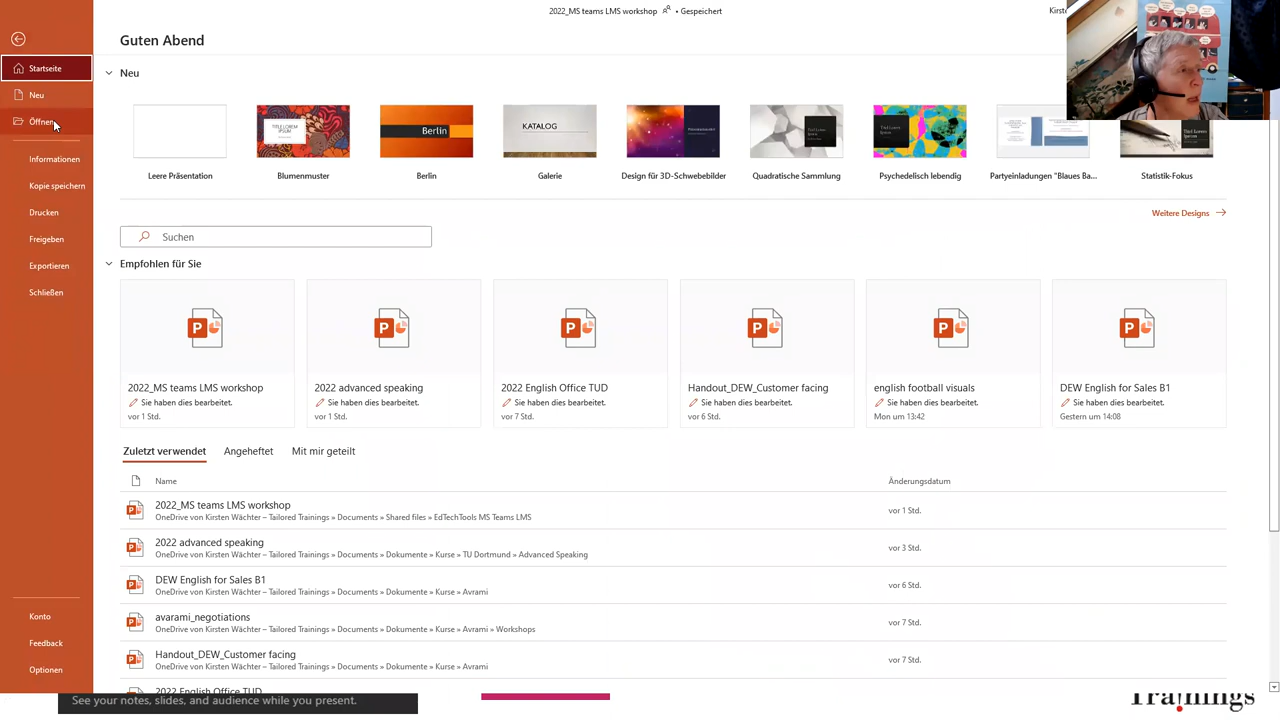 2022_MS teams LMS workshop • Gespeichert
Guten Abend
Startseite
Neu
Öffnen
Informationen
Kopie speichern
Drucken
Freigeben
Exportieren
Schließen
Konto
Feedback
Optionen
Neu
KATALOG
Berlin
Leere Präsentation
Blumenmuster
Berlin
Galerie
Design für 3D-Schwebebilder
Quadratische Sammlung
Psychedelisch lebendig
Partyeinladungen "Blaues Ba...
Statistik-Fokus
Weitere Designs
Suchen
Empfohlen für Sie
2022_MS teams LMS workshop
Sie haben dies bearbeitet.
vor 1 Std.
2022 advanced speaking
Sie haben dies bearbeitet.
vor 1 Std.
2022 English Office TUD
Sie haben dies bearbeitet.
vor 7 Std.
Handout_DEW_Customer facing
Sie haben dies bearbeitet.
vor 6 Std.
english football visuals
Sie haben dies bearbeitet.
Mon um 13:42
DEW English for Sales B1
Sie haben dies bearbeitet.
Gestern um 14:08
Zuletzt verwendet Angeheftet Mit mir geteilt
Name Änderungsdatum
2022_MS teams LMS workshop
OneDrive von Kirsten Wächter – Tailored Trainings » Documents » Shared files » EdTechTools MS Teams LMS
vor 1 Std.
2022 advanced speaking
OneDrive von Kirsten Wächter – Tailored Trainings » Documents » Dokumente » Kurse » TU Dortmund » Advanced Speaking
vor 3 Std.
DEW English for Sales B1
OneDrive von Kirsten Wächter – Tailored Trainings » Documents » Dokumente » Kurse » Avrami
vor 6 Std.
avarami_negotiations
OneDrive von Kirsten Wächter – Tailored Trainings » Documents » Dokumente » Kurse » Avrami » Workshops
vor 7 Std.
Handout_DEW_Customer facing
OneDrive von Kirsten Wächter – Tailored Trainings » Documents » Dokumente » Kurse » Avrami
vor 7 Std.
2022 English Office TUD
See your notes, slides, and audience while you present.
Trainings